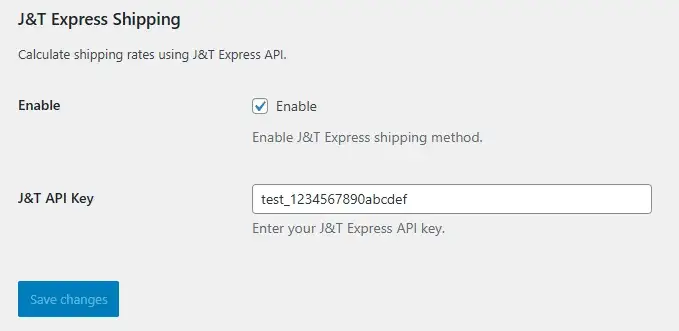 J&T Express Shipping
Calculate shipping rates using J&T Express API.
Enable
Enable
Enable J&T Express shipping method.
J&T API Key
test_1234567890abcdef
Enter your J&T Express API key.
Save changes